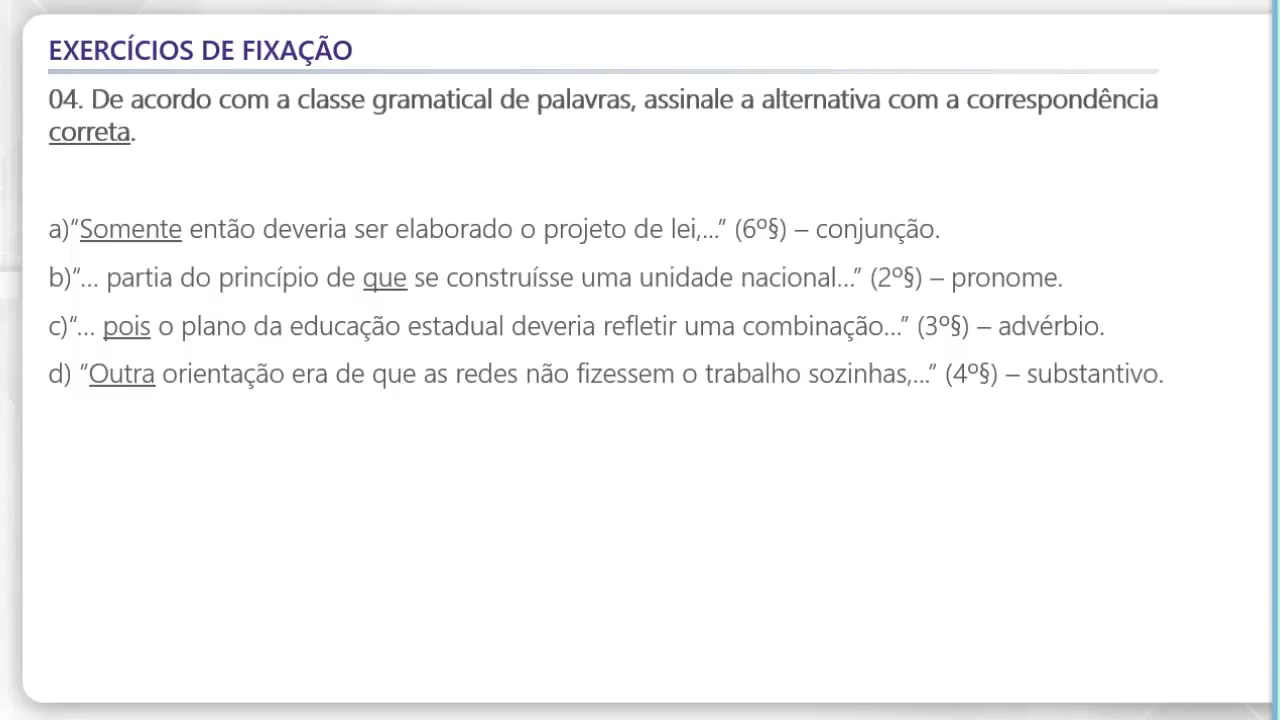 EXERCÍCIOS DE FIXAÇÃO
04. De acordo com a classe gramatical de palavras, assinale a alternativa com a correspondência
correta.
a)“Somente então deveria ser elaborado o projeto de lei,...” (6º§) – conjunção.
b)“... partia do princípio de que se construísse uma unidade nacional...” (2º§) – pronome.
c)“... pois o plano da educação estadual deveria refletir uma combinação...” (3º§) – advérbio.
d) “Outra orientação era de que as redes não fizessem o trabalho sozinhas,...” (4º§) – substantivo.